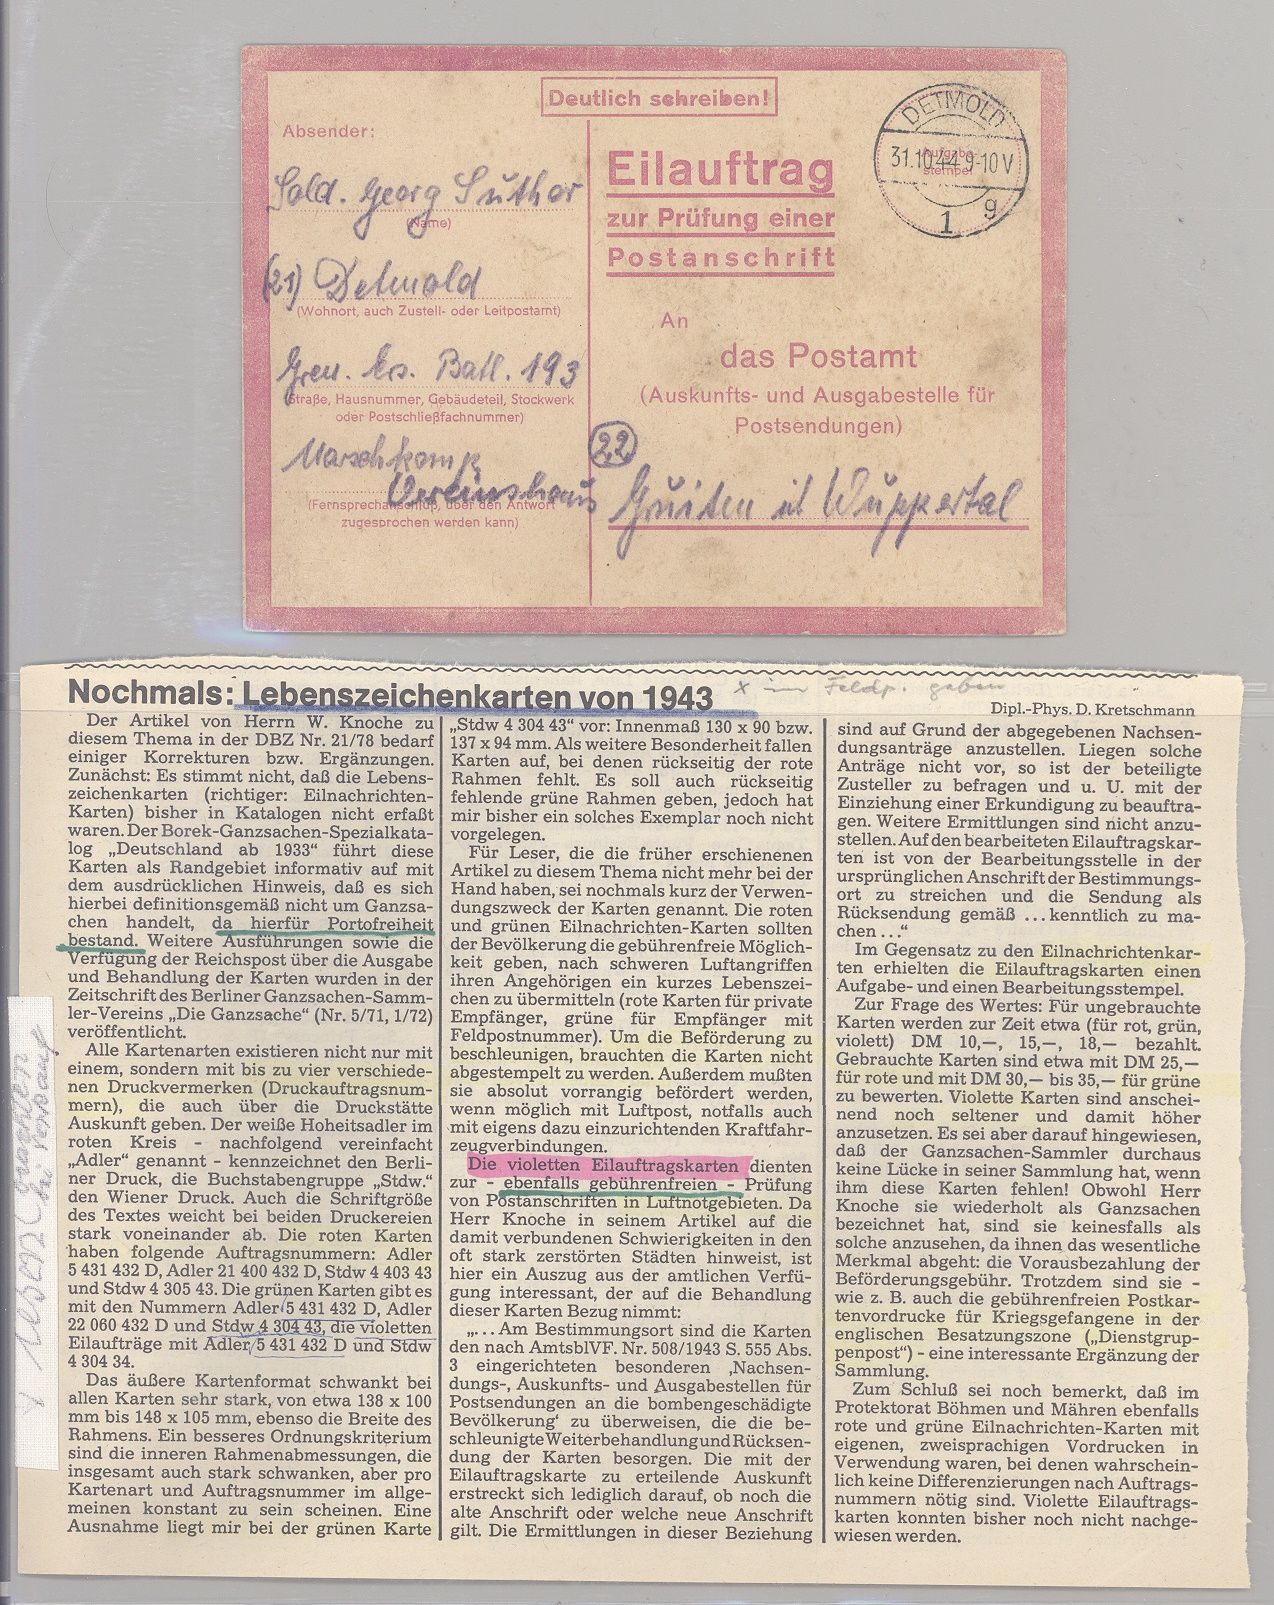 Deutlich schreiben!
Absender:
Sold. Georg Suthor
(Name)
(21) Detmold
(Wohnort, auch Zustell- oder Leitpostamt)
Gren. Ers. Batl. 193
(Straße, Hausnummer, Gebäudeteil, Stockwerk
oder Postschließfachnummer)
Marschkomp.
Vereinshaus
(Fernsprechanschluß, über den Antwort
zugesprochen werden kann)
Eilauftrag
zur Prüfung einer
Postanschrift
DETMOLD
Aufgabe-
stempel
31.10.44 9-10 V
1 g
An
das Postamt
(Auskunfts- und Ausgabestelle für
Postsendungen)
(22)
Gruiten üb Wuppertal
Nochmals: Lebenszeichenkarten von 1943
x im Feldp. geben
Dipl.-Phys. D. Kretschmann
Der Artikel von Herrn W. Knoche zu
diesem Thema in der DBZ Nr. 21/78 bedarf
einiger Korrekturen bzw. Ergänzungen.
Zunächst: Es stimmt nicht, daß die Lebens-
zeichenkarten (richtiger: Eilnachrichten-
Karten) bisher in Katalogen nicht erfaßt
waren. Der Borek-Ganzsachen-Spezialkata-
log „Deutschland ab 1933“ führt diese
Karten als Randgebiet informativ auf mit
dem ausdrücklichen Hinweis, daß es sich
hierbei definitionsgemäß nicht um Ganzsa-
chen handelt, da hierfür Portofreiheit
bestand. Weitere Ausführungen sowie die
Verfügung der Reichspost über die Ausgabe
und Behandlung der Karten wurden in der
Zeitschrift des Berliner Ganzsachen-Samm-
ler-Vereins „Die Ganzsache“ (Nr. 5/71, 1/72)
veröffentlicht.
Alle Kartenarten existieren nicht nur mit
einem, sondern mit bis zu vier verschiede-
nen Druckvermerken (Druckauftragsnum-
mern), die auch über die Druckstätte
Auskunft geben. Der weiße Hoheitsadler im
roten Kreis - nachfolgend vereinfacht
„Adler“ genannt - kennzeichnet den Berli-
ner Druck, die Buchstabengruppe „Stdw.“
den Wiener Druck. Auch die Schriftgröße
des Textes weicht bei beiden Druckereien
stark voneinander ab. Die roten Karten
haben folgende Auftragsnummern: Adler
5 431 432 D, Adler 21 400 432 D, Stdw 4 403 43
und Stdw 4 305 43. Die grünen Karten gibt es
mit den Nummern Adler 5 431 432 D, Adler
22 060 432 D und Stdw 4 304 43, die violetten
Eilaufträge mit Adler 5 431 432 D und Stdw
4 304 34.
Das äußere Kartenformat schwankt bei
allen Karten sehr stark, von etwa 138 x 100
mm bis 148 x 105 mm, ebenso die Breite des
Rahmens. Ein besseres Ordnungskriterium
sind die inneren Rahmenabmessungen, die
insgesamt auch stark schwanken, aber pro
Kartenart und Auftragsnummer im allge-
meinen konstant zu sein scheinen. Eine
Ausnahme liegt mir bei der grünen Karte
„Stdw 4 304 43“ vor: Innenmaß 130 x 90 bzw.
137 x 94 mm. Als weitere Besonderheit fallen
Karten auf, bei denen rückseitig der rote
Rahmen fehlt. Es soll auch rückseitig
fehlende grüne Rahmen geben, jedoch hat
mir bisher ein solches Exemplar noch nicht
vorgelegen.
Für Leser, die die früher erschienenen
Artikel zu diesem Thema nicht mehr bei der
Hand haben, sei nochmals kurz der Verwen-
dungszweck der Karten genannt. Die roten
und grünen Eilnachrichten-Karten sollten
der Bevölkerung die gebührenfreie Möglich-
keit geben, nach schweren Luftangriffen
ihren Angehörigen ein kurzes Lebenszei-
chen zu übermitteln (rote Karten für private
Empfänger, grüne für Empfänger mit
Feldpostnummer). Um die Beförderung zu
beschleunigen, brauchten die Karten nicht
abgestempelt zu werden. Außerdem mußten
sie absolut vorrangig befördert werden,
wenn möglich mit Luftpost, notfalls auch
mit eigens dazu einzurichtenden Kraftfahr-
zeugverbindungen.
Die violetten Eilauftragskarten dienten
zur - ebenfalls gebührenfreien - Prüfung
von Postanschriften in Luftnotgebieten. Da
Herr Knoche in seinem Artikel auf die
damit verbundenen Schwierigkeiten in den
oft stark zerstörten Städten hinweist, ist
hier ein Auszug aus der amtlichen Verfü-
gung interessant, der auf die Behandlung
dieser Karten Bezug nimmt:
„... Am Bestimmungsort sind die Karten
den nach AmtsblVF. Nr. 508/1943 S. 555 Abs.
3 eingerichteten besonderen ‚Nachsen-
dungs-, Auskunfts- und Ausgabestellen für
Postsendungen an die bombengeschädigte
Bevölkerung‘ zu überweisen, die die be-
schleunigte Weiterbehandlung und Rücksen-
dung der Karten besorgen. Die mit der
Eilauftragskarte zu erteilende Auskunft
erstreckt sich lediglich darauf, ob noch die
alte Anschrift oder welche neue Anschrift
gilt. Die Ermittlungen in dieser Beziehung
sind auf Grund der abgegebenen Nachsen-
dungsanträge anzustellen. Liegen solche
Anträge nicht vor, so ist der beteiligte
Zusteller zu befragen und u. U. mit der
Einziehung einer Erkundigung zu beauftra-
gen. Weitere Ermittlungen sind nicht anzu-
stellen. Auf den bearbeiteten Eilauftragskar-
ten ist von der Bearbeitungsstelle in der
ursprünglichen Anschrift der Bestimmungs-
ort zu streichen und die Sendung als
Rücksendung gemäß ... kenntlich zu ma-
chen ...“
Im Gegensatz zu den Eilnachrichtenkar-
ten erhielten die Eilauftragskarten einen
Aufgabe- und einen Bearbeitungsstempel.
Zur Frage des Wertes: Für ungebrauchte
Karten werden zur Zeit etwa (für rot, grün,
violett) DM 10,—, 15,—, 18,— bezahlt.
Gebrauchte Karten sind etwa mit DM 25,—
für rote und mit DM 30,— bis 35,— für grüne
zu bewerten. Violette Karten sind anschei-
nend noch seltener und damit höher
anzusetzen. Es sei aber darauf hingewiesen,
daß der Ganzsachen-Sammler durchaus
keine Lücke in seiner Sammlung hat, wenn
ihm diese Karten fehlen! Obwohl Herr
Knoche sie wiederholt als Ganzsachen
bezeichnet hat, sind sie keinesfalls als
solche anzusehen, da ihnen das wesentliche
Merkmal abgeht: die Vorausbezahlung der
Beförderungsgebühr. Trotzdem sind sie -
wie z. B. auch die gebührenfreien Postkar-
tenvordrucke für Kriegsgefangene in der
englischen Besatzungszone („Dienstgrup-
penpost“) - eine interessante Ergänzung der
Sammlung.
Zum Schluß sei noch bemerkt, daß im
Protektorat Böhmen und Mähren ebenfalls
rote und grüne Eilnachrichten-Karten mit
eigenen, zweisprachigen Vordrucken in
Verwendung waren, bei denen wahrschein-
lich keine Differenzierungen nach Auftrags-
nummern nötig sind. Violette Eilauftrags-
karten konnten bisher noch nicht nachge-
wiesen werden.